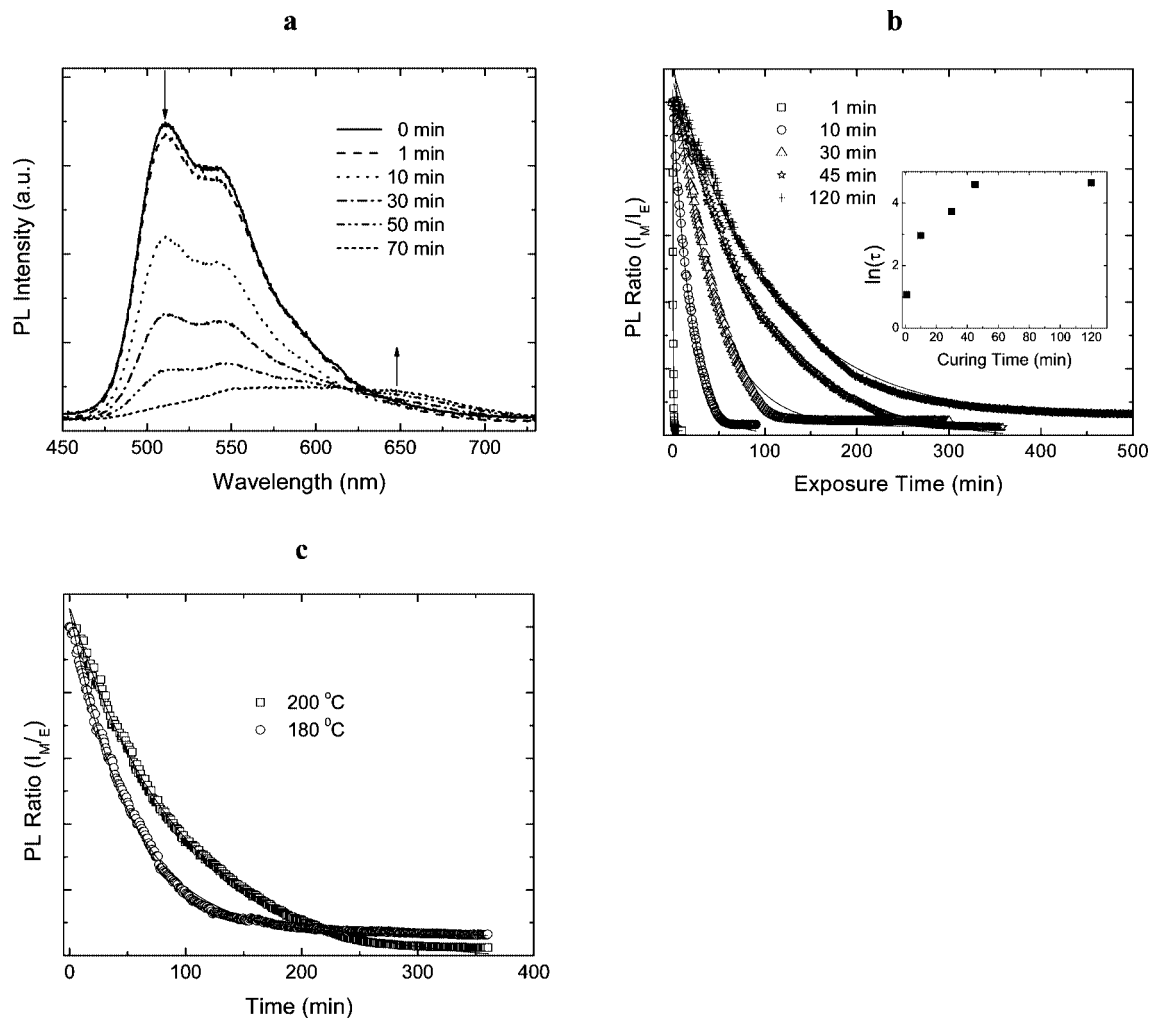 a
0 min
1 min
10 min
30 min
50 min
70 min
PL Intensity (a.u.)
450 500 550 600 650 700
Wavelength (nm)
b
1 min
10 min
30 min
45 min
120 min
PL Ratio (I_M/I_E)
0 100 200 300 400 500
Exposure Time (min)
ln(τ)
4
2
0
0 20 40 60 80 100 120
Curing Time (min)
c
200 °C
180 °C
PL Ratio (I_M/_E)
0 100 200 300 400
Time (min)